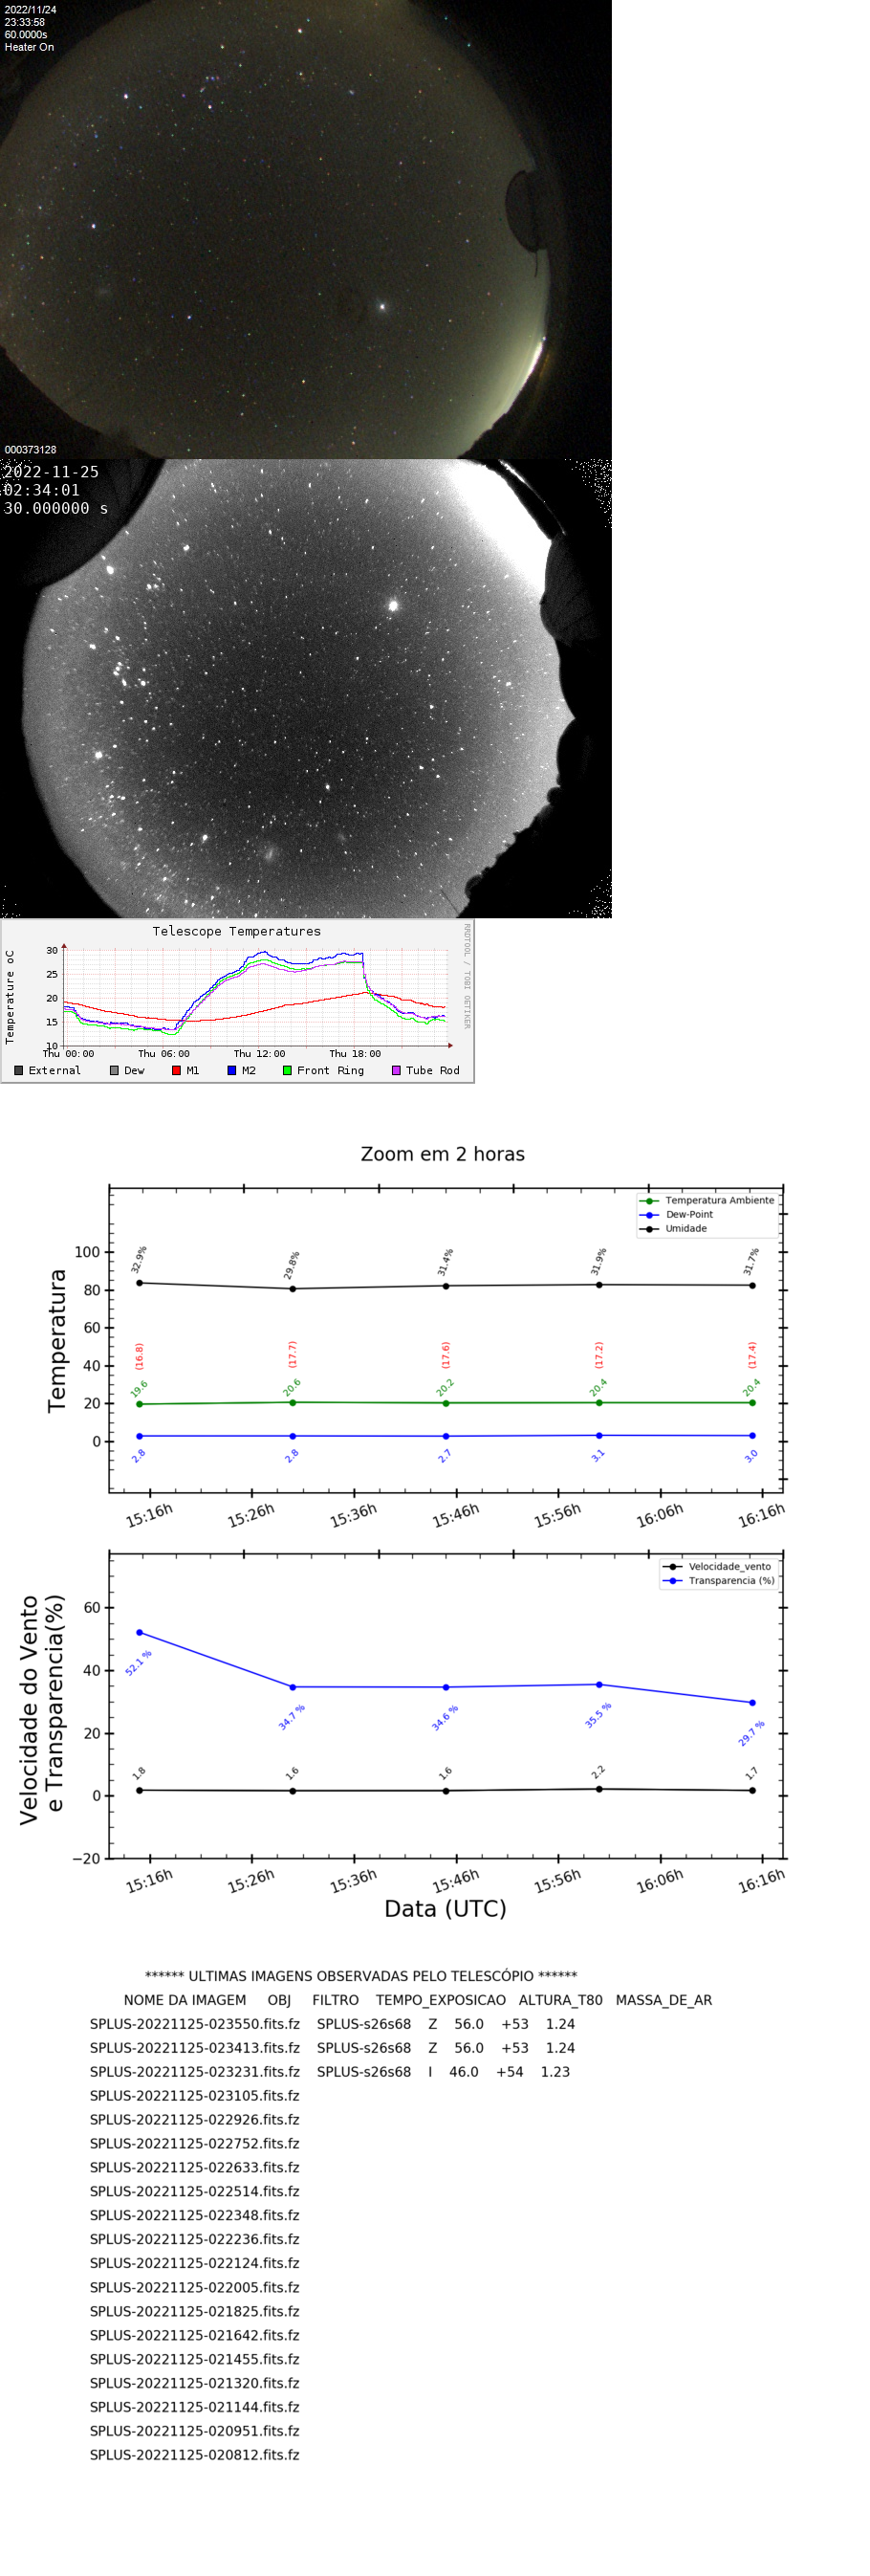 2022/11/24
23:33:58
60.0000s
Heater On
000373128
2022-11-25
02:34:01
30.000000 s
Telescope Temperatures
RRDTOOL / TOBI OETIKER
Temperature oC
30
25
20
15
10
Thu 00:00 Thu 06:00 Thu 12:00 Thu 18:00
External Dew M1 M2 Front Ring Tube Rod
Zoom em 2 horas
Temperatura Ambiente
Dew-Point
Umidade
Temperatura
100
80
60
40
20
0
32.9% 29.8% 31.4% 31.9% 31.7%
(16.8) (17.7) (17.6) (17.2) (17.4)
19.6 20.6 20.2 20.4 20.4
2.8 2.8 2.7 3.1 3.0
15:16h 15:26h 15:36h 15:46h 15:56h 16:06h 16:16h
Velocidade_vento
Transparencia (%)
Velocidade do Vento
e Transparencia(%)
60
40
20
0
−20
52.1 % 34.7 % 34.6 % 35.5 % 29.7 %
1.8 1.6 1.6 2.2 1.7
15:16h 15:26h 15:36h 15:46h 15:56h 16:06h 16:16h
Data (UTC)
****** ULTIMAS IMAGENS OBSERVADAS PELO TELESCÓPIO ******
NOME DA IMAGEM OBJ FILTRO TEMPO_EXPOSICAO ALTURA_T80 MASSA_DE_AR
SPLUS-20221125-023550.fits.fz SPLUS-s26s68 Z 56.0 +53 1.24
SPLUS-20221125-023413.fits.fz SPLUS-s26s68 Z 56.0 +53 1.24
SPLUS-20221125-023231.fits.fz SPLUS-s26s68 I 46.0 +54 1.23
SPLUS-20221125-023105.fits.fz
SPLUS-20221125-022926.fits.fz
SPLUS-20221125-022752.fits.fz
SPLUS-20221125-022633.fits.fz
SPLUS-20221125-022514.fits.fz
SPLUS-20221125-022348.fits.fz
SPLUS-20221125-022236.fits.fz
SPLUS-20221125-022124.fits.fz
SPLUS-20221125-022005.fits.fz
SPLUS-20221125-021825.fits.fz
SPLUS-20221125-021642.fits.fz
SPLUS-20221125-021455.fits.fz
SPLUS-20221125-021320.fits.fz
SPLUS-20221125-021144.fits.fz
SPLUS-20221125-020951.fits.fz
SPLUS-20221125-020812.fits.fz